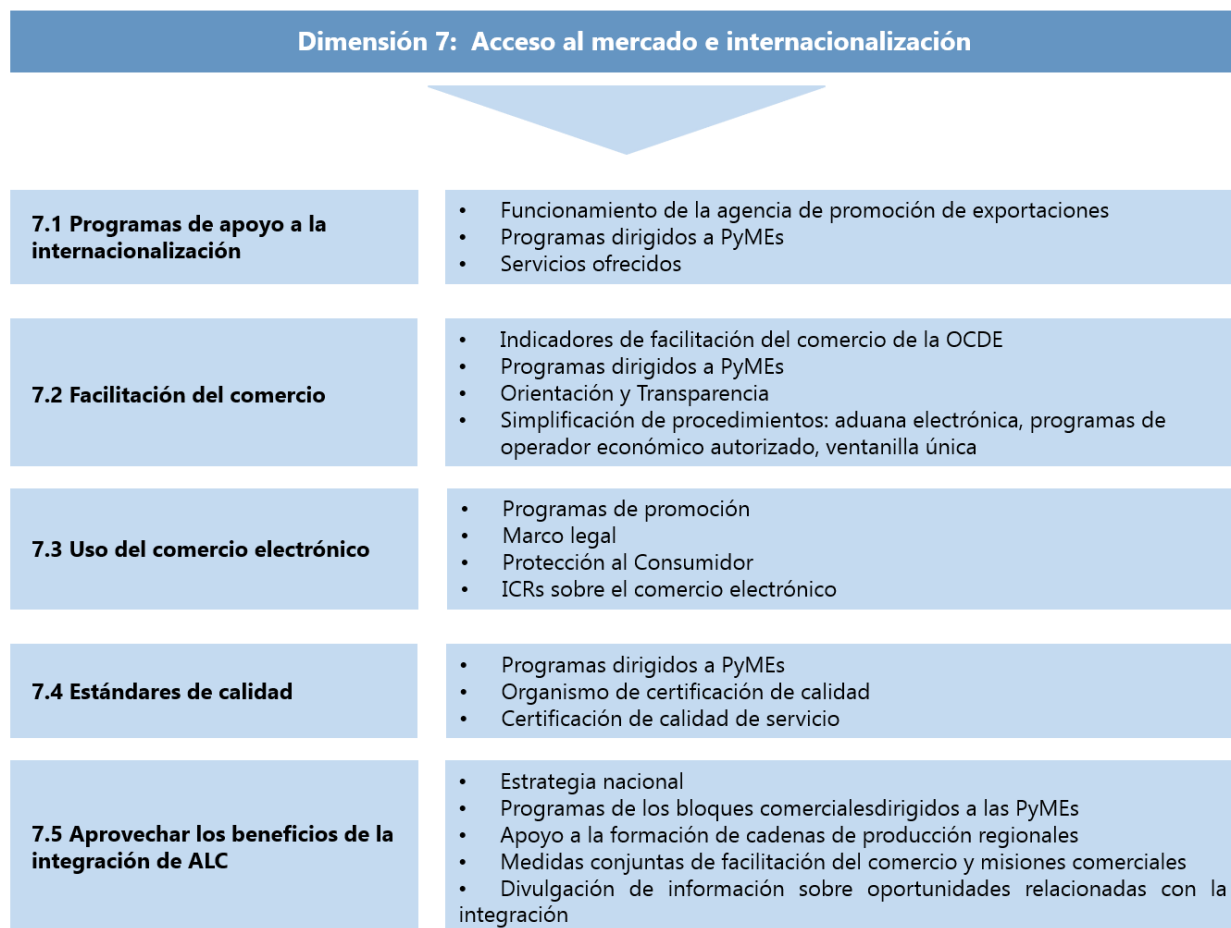 Dimensión 7:  Acceso al mercado e internacionalización
7.1 Programas de apoyo a la
internacionalización
• Funcionamiento de la agencia de promoción de exportaciones
• Programas dirigidos a PyMEs
• Servicios ofrecidos
7.2 Facilitación del comercio
• Indicadores de facilitación del comercio de la OCDE
• Programas dirigidos a PyMEs
• Orientación y Transparencia
• Simplificación de procedimientos: aduana electrónica, programas de
operador económico autorizado, ventanilla única
7.3 Uso del comercio electrónico
• Programas de promoción
• Marco legal
• Protección al Consumidor
• ICRs sobre el comercio electrónico
7.4 Estándares de calidad
• Programas dirigidos a PyMEs
• Organismo de certificación de calidad
• Certificación de calidad de servicio
7.5 Aprovechar los beneficios de la
integración de ALC
• Estrategia nacional
• Programas de los bloques comercialesdirigidos a las PyMEs
• Apoyo a la formación de cadenas de producción regionales
• Medidas conjuntas de facilitación del comercio y misiones comerciales
• Divulgación de información sobre oportunidades relacionadas con la
integración